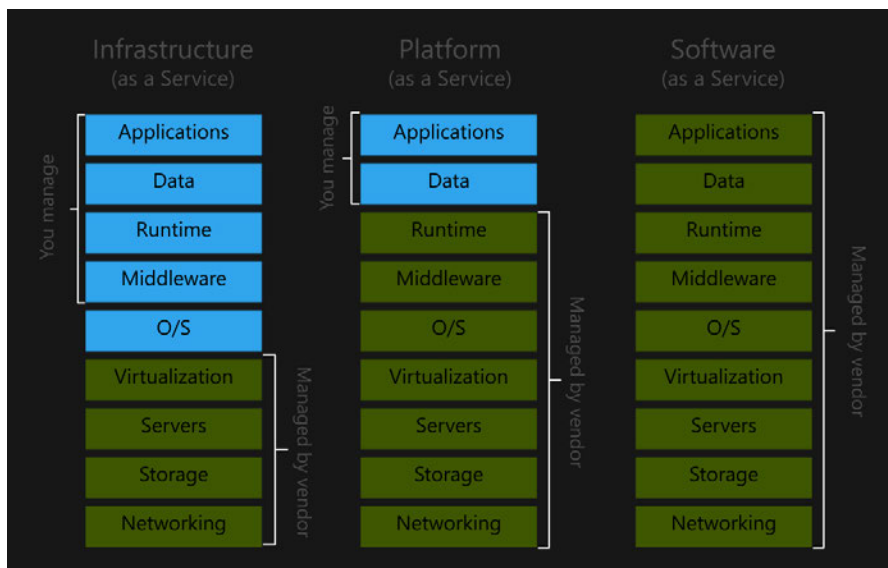 Infrastructure
(as a Service)
You manage
Applications
Data
Runtime
Middleware
O/S
Virtualization
Servers
Storage
Networking
Managed by vendor
Platform
(as a Service)
You manage
Applications
Data
Runtime
Middleware
O/S
Virtualization
Servers
Storage
Networking
Managed by vendor
Software
(as a Service)
Applications
Data
Runtime
Middleware
O/S
Virtualization
Servers
Storage
Networking
Managed by vendor